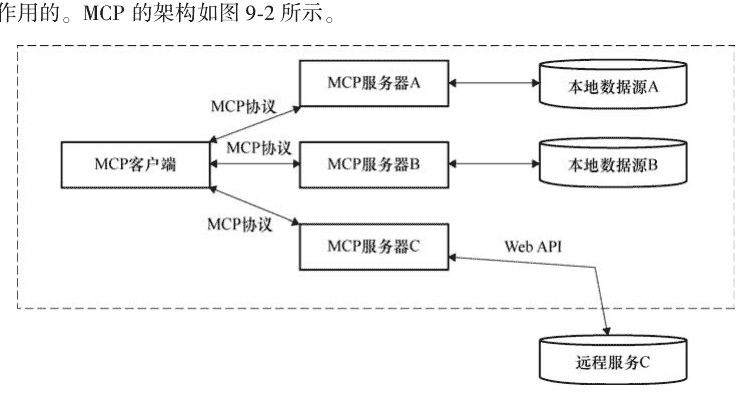 作用的。MCP 的架构如图 9-2 所示。
MCP服务器A
本地数据源A
MCP协议
MCP协议
MCP客户端
MCP服务器B
本地数据源B
MCP协议
MCP服务器C
Web API
远程服务C